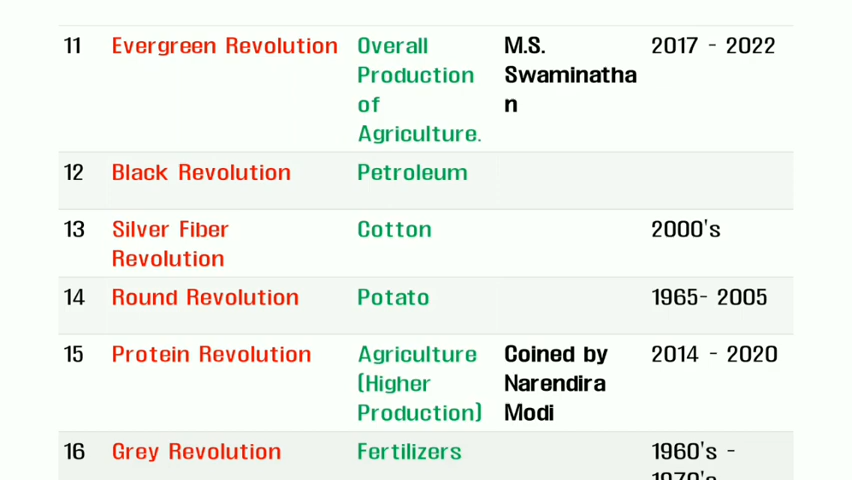 11 Evergreen Revolution Overall M.S. 2017 - 2022
Production Swaminatha
of n
Agriculture.
12 Black Revolution Petroleum
13 Silver Fiber Cotton 2000's
Revolution
14 Round Revolution Potato 1965- 2005
15 Protein Revolution Agriculture Coined by 2014 - 2020
(Higher Narendira
Production) Modi
16 Grey Revolution Fertilizers 1960's -
1970's